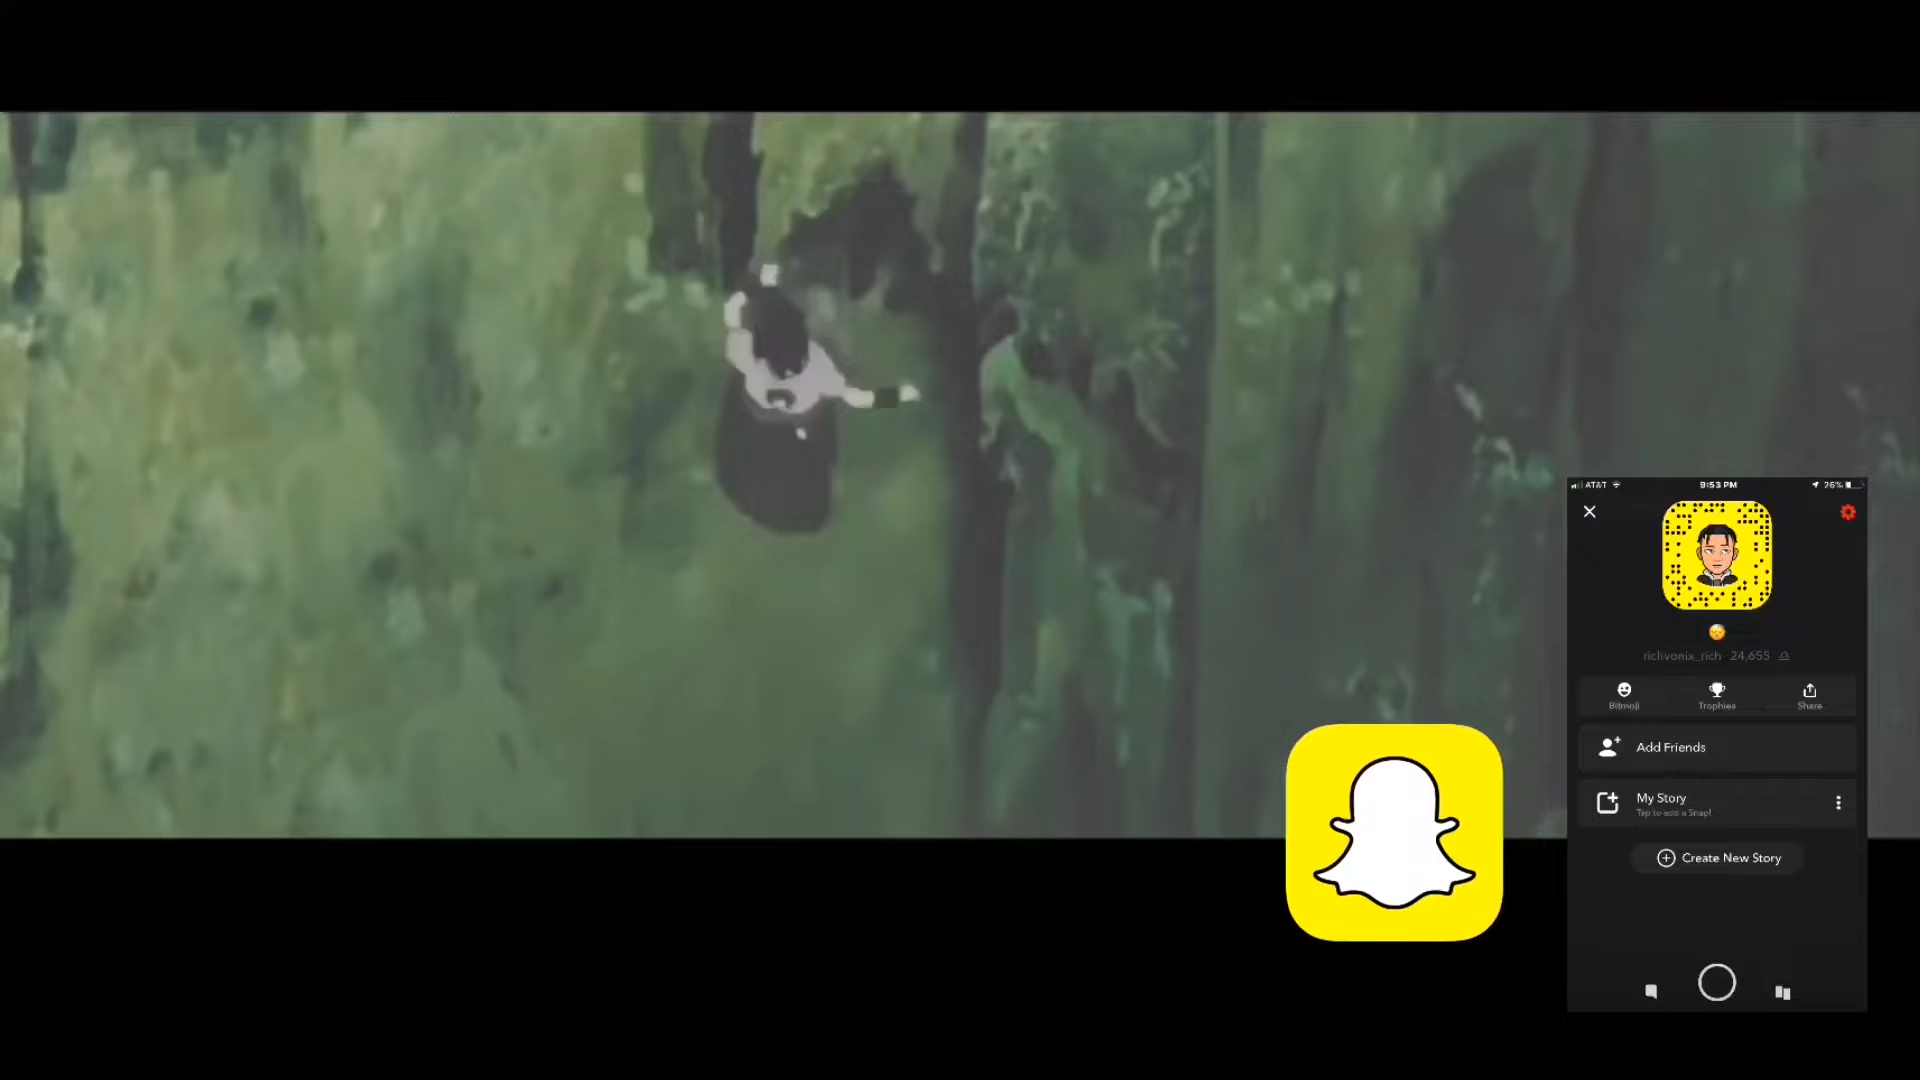 AT&T 9:53 PM 26%
richvonix_rich 24,655
Bitmoji Trophies Share
Add Friends
My Story
Tap to add a Snap!
Create New Story